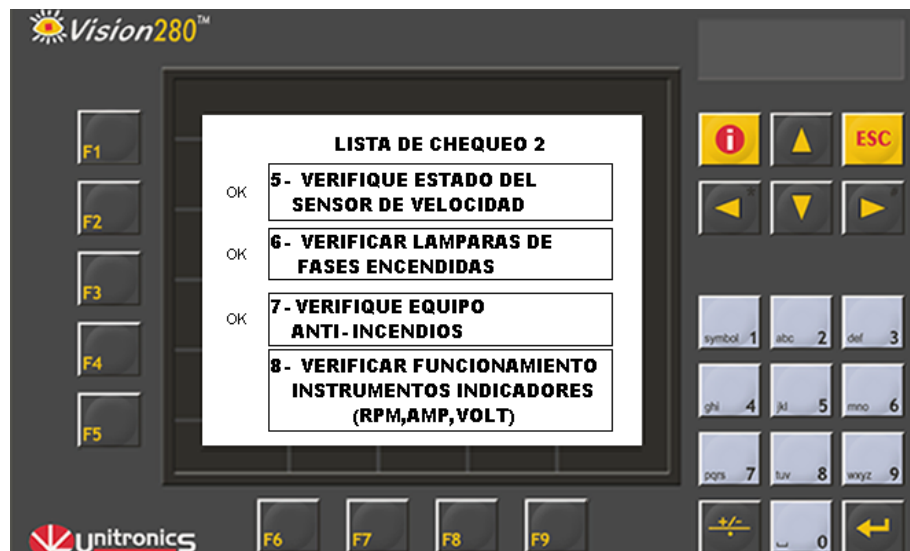 Vision280™
LISTA DE CHEQUEO 2
OK
5- VERIFIQUE ESTADO DEL
SENSOR DE VELOCIDAD
OK
6- VERIFICAR LAMPARAS DE
FASES ENCENDIDAS
OK
7- VERIFIQUE EQUIPO
ANTI-INCENDIOS
8- VERIFICAR FUNCIONAMIENTO
INSTRUMENTOS INDICADORES
(RPM,AMP,VOLT)
F1
F2
F3
F4
F5
F6
F7
F8
F9
i
ESC
*
#
symbol 1
abc 2
def 3
ghi 4
jkl 5
mno 6
pqrs 7
tuv 8
wxyz 9
+/-
0
unitronics